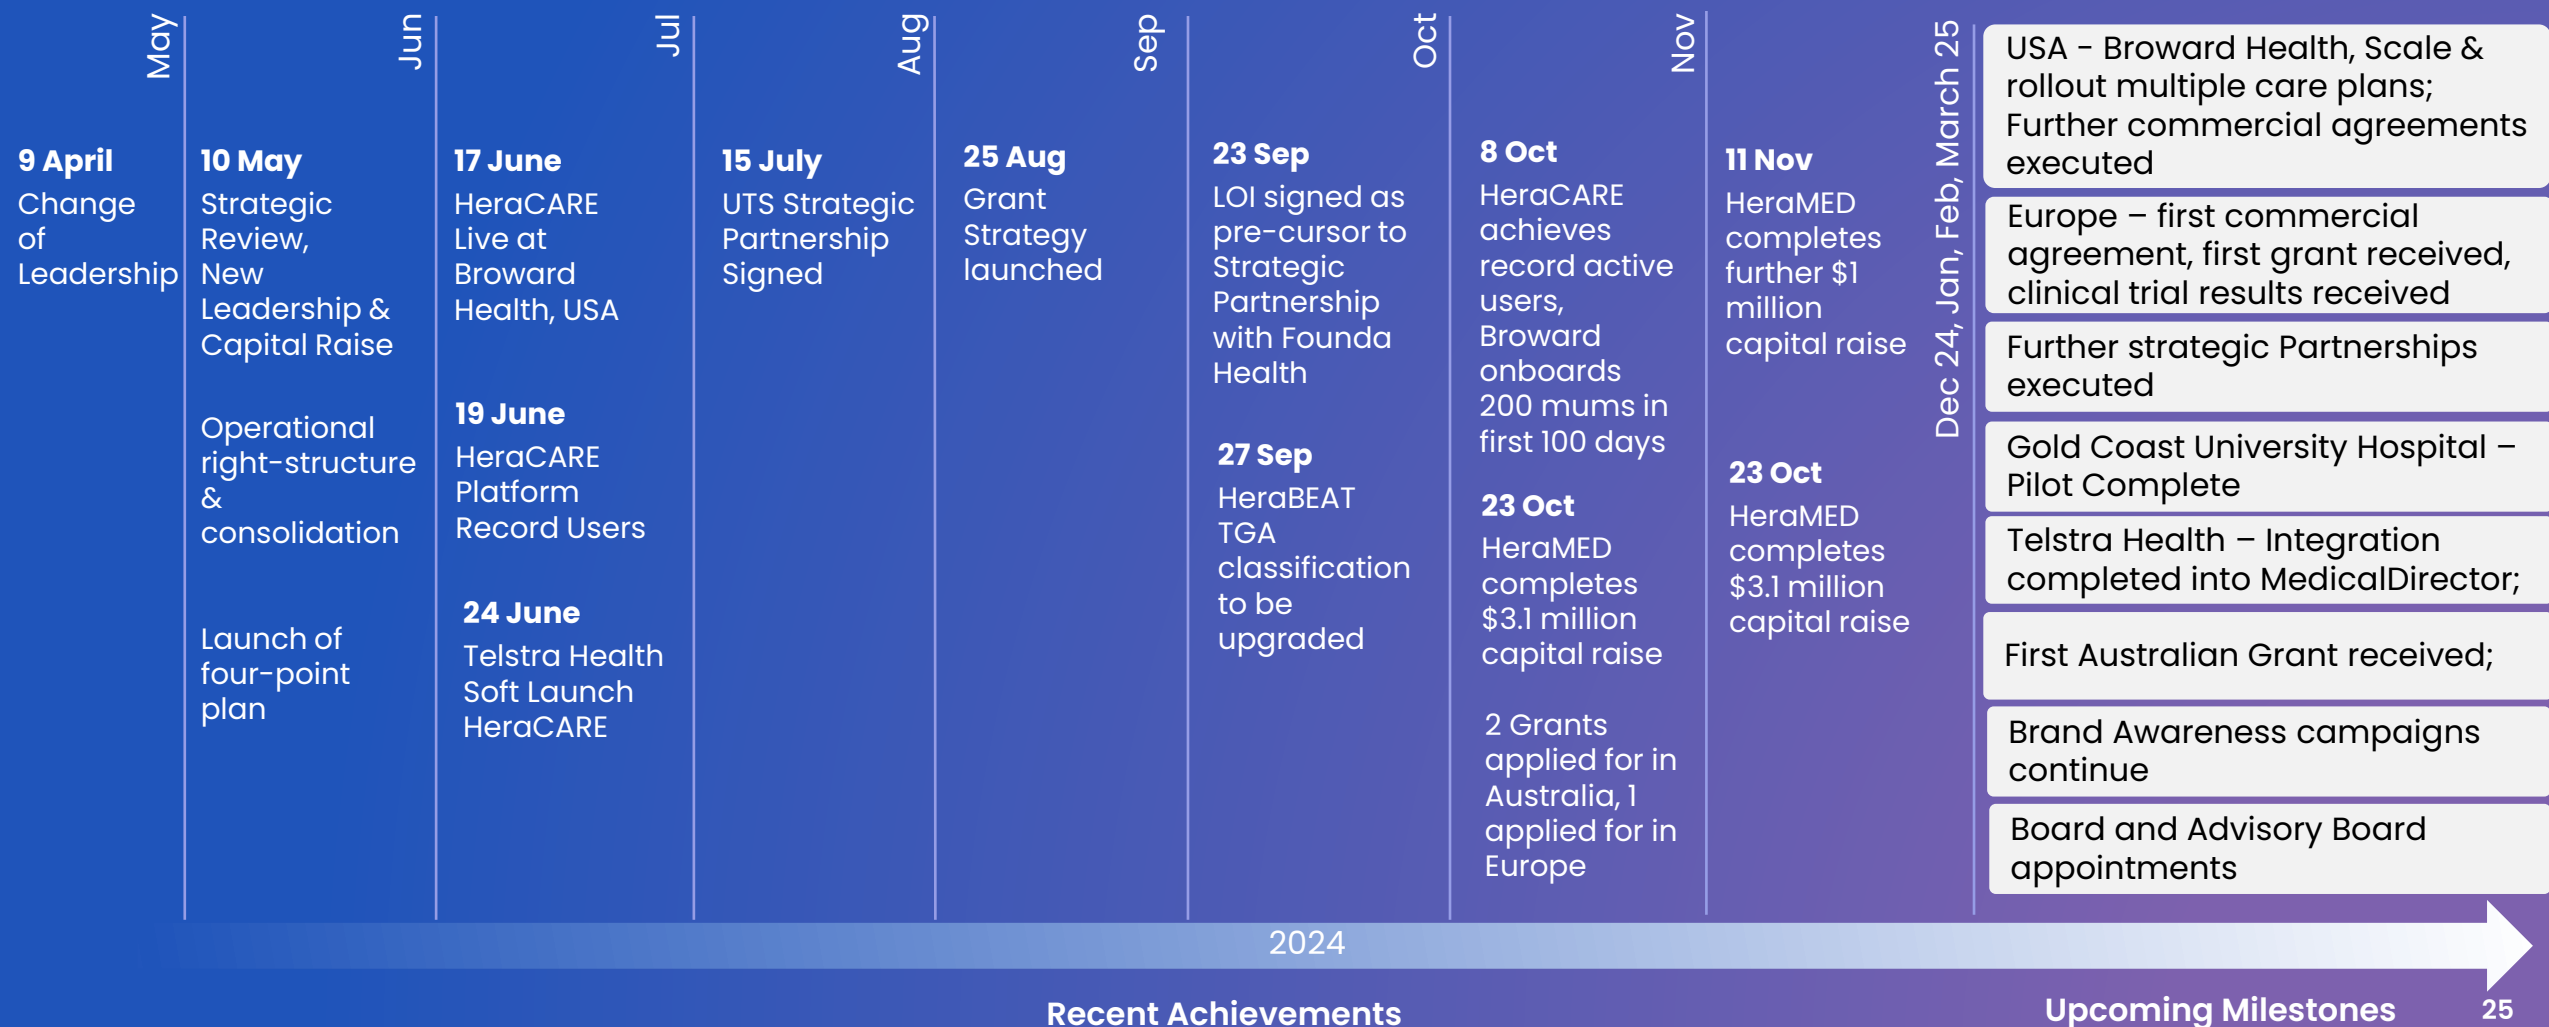 May
Jun
Jul
Aug
Sep
Oct
Nov
Dec 24, Jan, Feb, March 25
9 April
Change
of
Leadership
10 May
Strategic
Review,
New
Leadership &
Capital Raise
Operational
right-structure
&
consolidation
Launch of
four-point
plan
17 June
HeraCARE
Live at
Broward
Health, USA
19 June
HeraCARE
Platform
Record Users
24 June
Telstra Health
Soft Launch
HeraCARE
15 July
UTS Strategic
Partnership
Signed
25 Aug
Grant
Strategy
launched
23 Sep
LOI signed as
pre-cursor to
Strategic
Partnership
with Founda
Health
27 Sep
HeraBEAT
TGA
classification
to be
upgraded
8 Oct
HeraCARE
achieves
record active
users,
Broward
onboards
200 mums in
first 100 days
23 Oct
HeraMED
completes
$3.1 million
capital raise
2 Grants
applied for in
Australia, 1
applied for in
Europe
11 Nov
HeraMED
completes
further $1
million
capital raise
23 Oct
HeraMED
completes
$3.1 million
capital raise
USA - Broward Health, Scale &
rollout multiple care plans;
Further commercial agreements
executed
Europe – first commercial
agreement, first grant received,
clinical trial results received
Further strategic Partnerships
executed
Gold Coast University Hospital –
Pilot Complete
Telstra Health – Integration
completed into MedicalDirector;
First Australian Grant received;
Brand Awareness campaigns
continue
Board and Advisory Board
appointments
2024
Recent Achievements
Upcoming Milestones
25